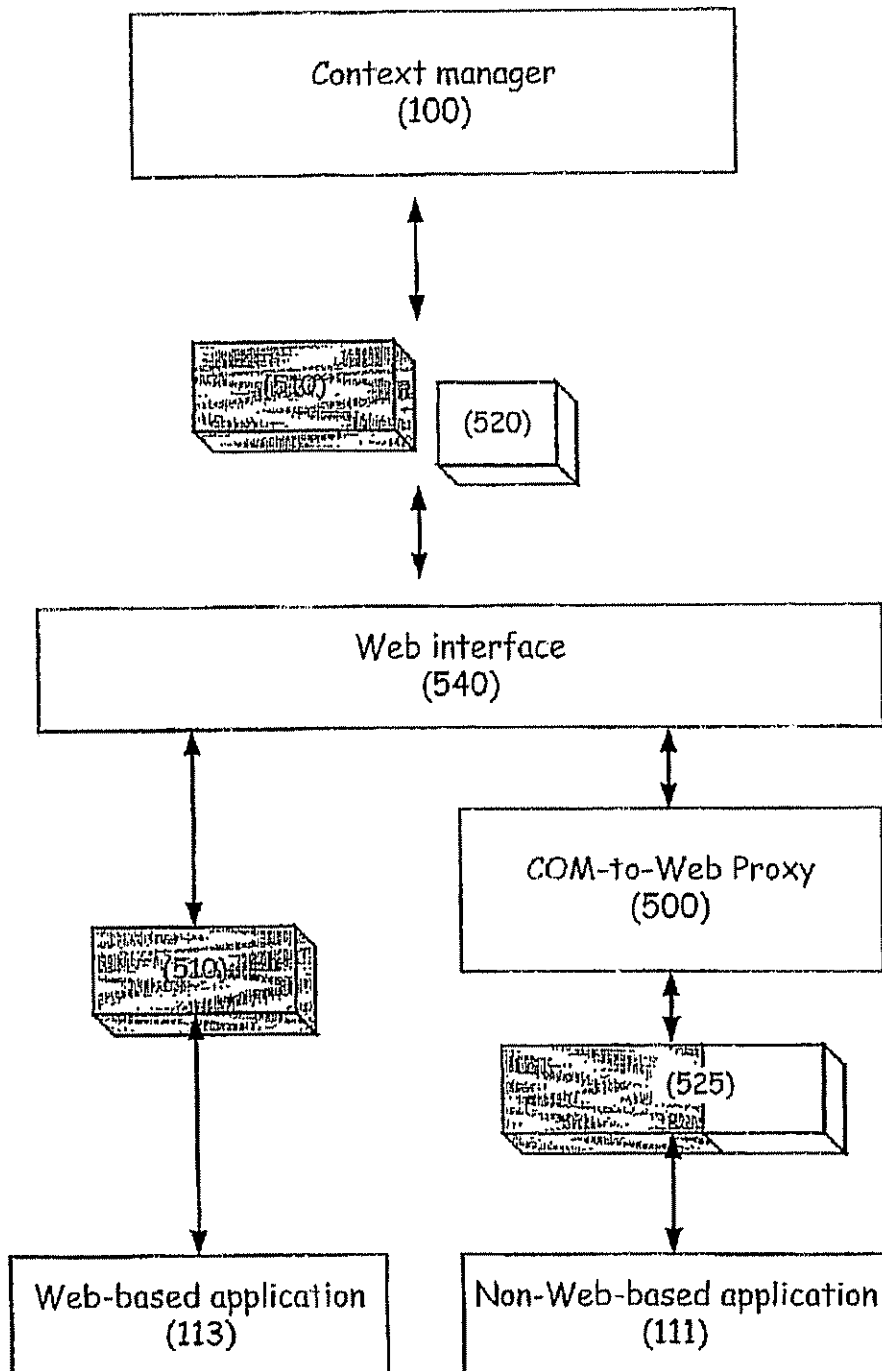 Context manager
(100)
(510)
(520)
Web interface
(540)
COM-to-Web Proxy
(500)
(510)
(525)
Web-based application
(113)
Non-Web-based application
(111)